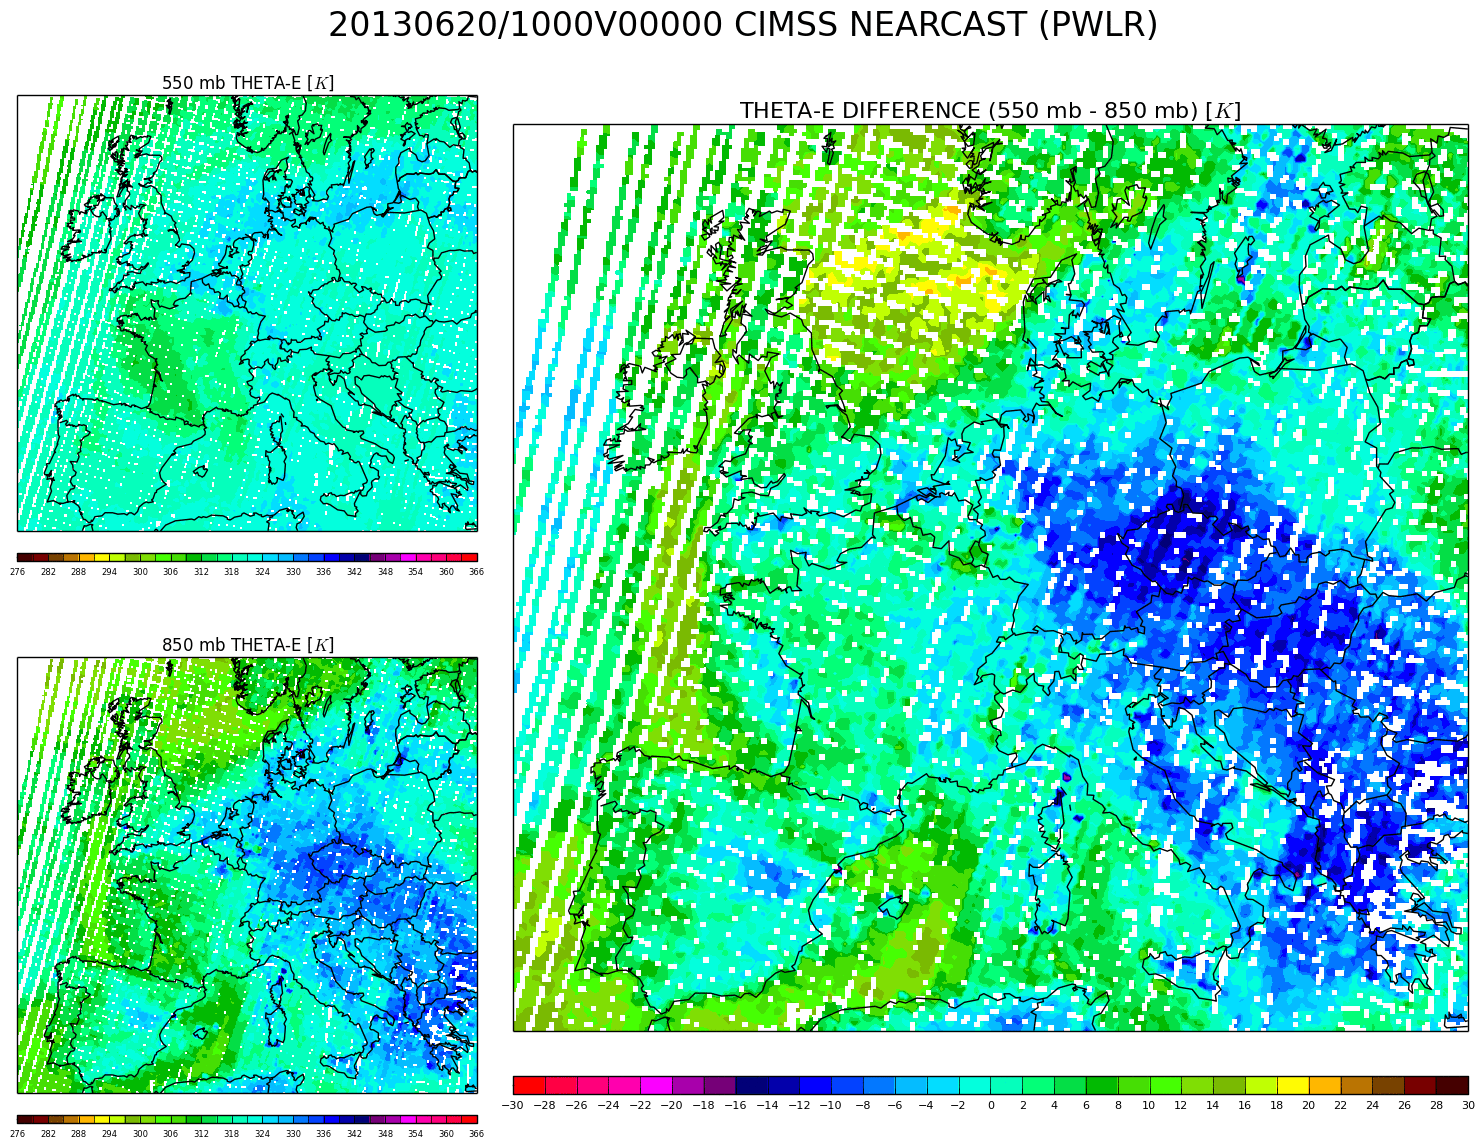 20130620/1000V00000 CIMSS NEARCAST (PWLR)
550 mb THETA-E [K]
276 282 288 294 300 306 312 318 324 330 336 342 348 354 360 366
850 mb THETA-E [K]
276 282 288 294 300 306 312 318 324 330 336 342 348 354 360 366
THETA-E DIFFERENCE (550 mb - 850 mb) [K]
−30 −28 −26 −24 −22 −20 −18 −16 −14 −12 −10 −8 −6 −4 −2 0 2 4 6 8 10 12 14 16 18 20 22 24 26 28 30